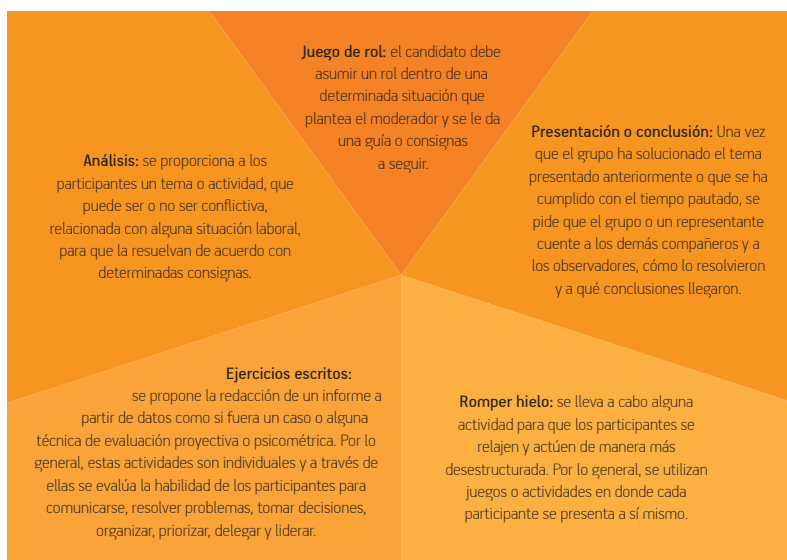 Juego de rol: el candidato debe
asumir un rol dentro de una
determinada situación que
plantea el moderador y se le da
una guía o consignas
a seguir.
Presentación o conclusión: Una vez
que el grupo ha solucionado el tema
presentado anteriormente o que se ha
cumplido con el tiempo pautado, se
pide que el grupo o un representante
cuente a los demás compañeros y a
los observadores, cómo lo resolvieron
y a qué conclusiones llegaron.
Análisis: se proporciona a los
participantes un tema o actividad, que
puede ser o no ser conflictiva,
relacionada con alguna situación laboral,
para que la resuelvan de acuerdo con
determinadas consignas.
Ejercicios escritos:
se propone la redacción de un informe a
partir de datos como si fuera un caso o alguna
técnica de evaluación proyectiva o psicométrica. Por lo
general, estas actividades son individuales y a través de
ellas se evalúa la habilidad de los participantes para
comunicarse, resolver problemas, tomar decisiones,
organizar, priorizar, delegar y liderar.
Romper hielo: se lleva a cabo alguna
actividad para que los participantes se
relajen y actúen de manera más
desestructurada. Por lo general, se utilizan
juegos o actividades en donde cada
participante se presenta a sí mismo.